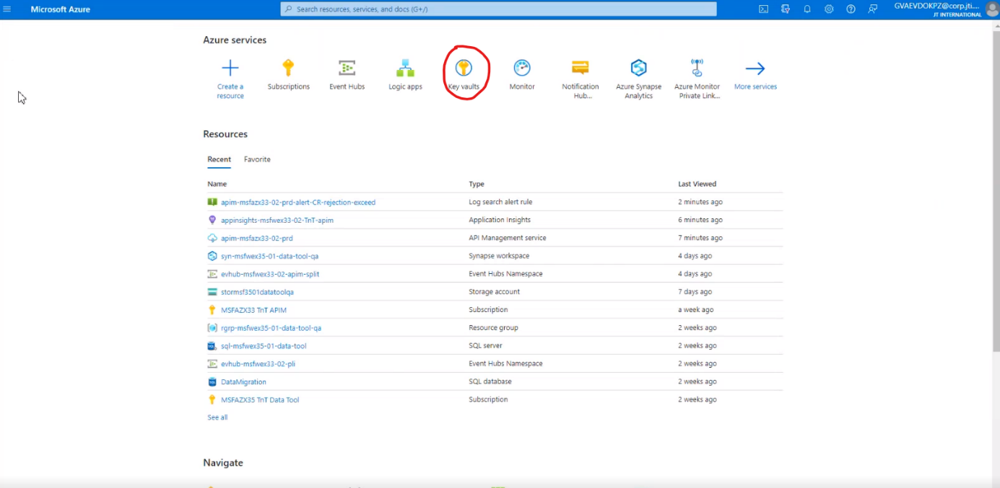 Microsoft Azure
Search resources, services, and docs (G+/)
GVAEVDOKPZ@corp.jti....
JT INTERNATIONAL
Azure services
Create a
resource
Subscriptions
Event Hubs
Logic apps
Key vaults
Monitor
Notification
Hub...
Azure Synapse
Analytics
Azure Monitor
Private Link...
More services
Resources
Recent Favorite
Name Type Last Viewed
apim-msfazx33-02-prd-alert-CR-rejection-exceed Log search alert rule 2 minutes ago
appinsights-msfwex33-02-TnT-apim Application Insights 6 minutes ago
apim-msfazx33-02-prd API Management service 7 minutes ago
syn-msfwex35-01-data-tool-qa Synapse workspace 4 days ago
evhub-msfwex33-02-apim-split Event Hubs Namespace 4 days ago
stormsf3501datatoolqa Storage account 7 days ago
MSFAZX33 TnT APIM Subscription a week ago
rgrp-msfwex35-01-data-tool-qa Resource group 2 weeks ago
sql-msfwex35-01-data-tool SQL server 2 weeks ago
evhub-msfwex33-02-pli Event Hubs Namespace 2 weeks ago
DataMigration SQL database 2 weeks ago
MSFAZX35 TnT Data Tool Subscription 2 weeks ago
See all
Navigate